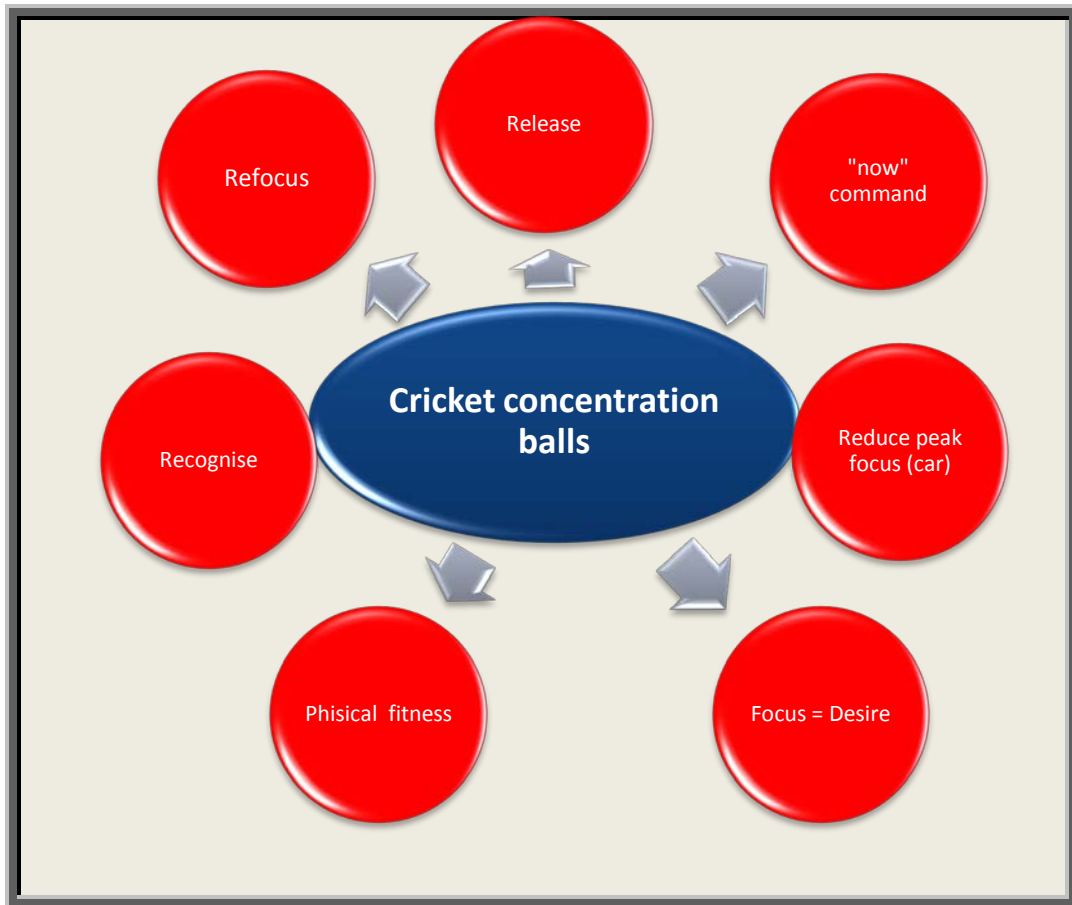 Release
Refocus
"now"
command
Cricket concentration
balls
Recognise
Reduce peak
focus (car)
Phisical  fitness
Focus = Desire